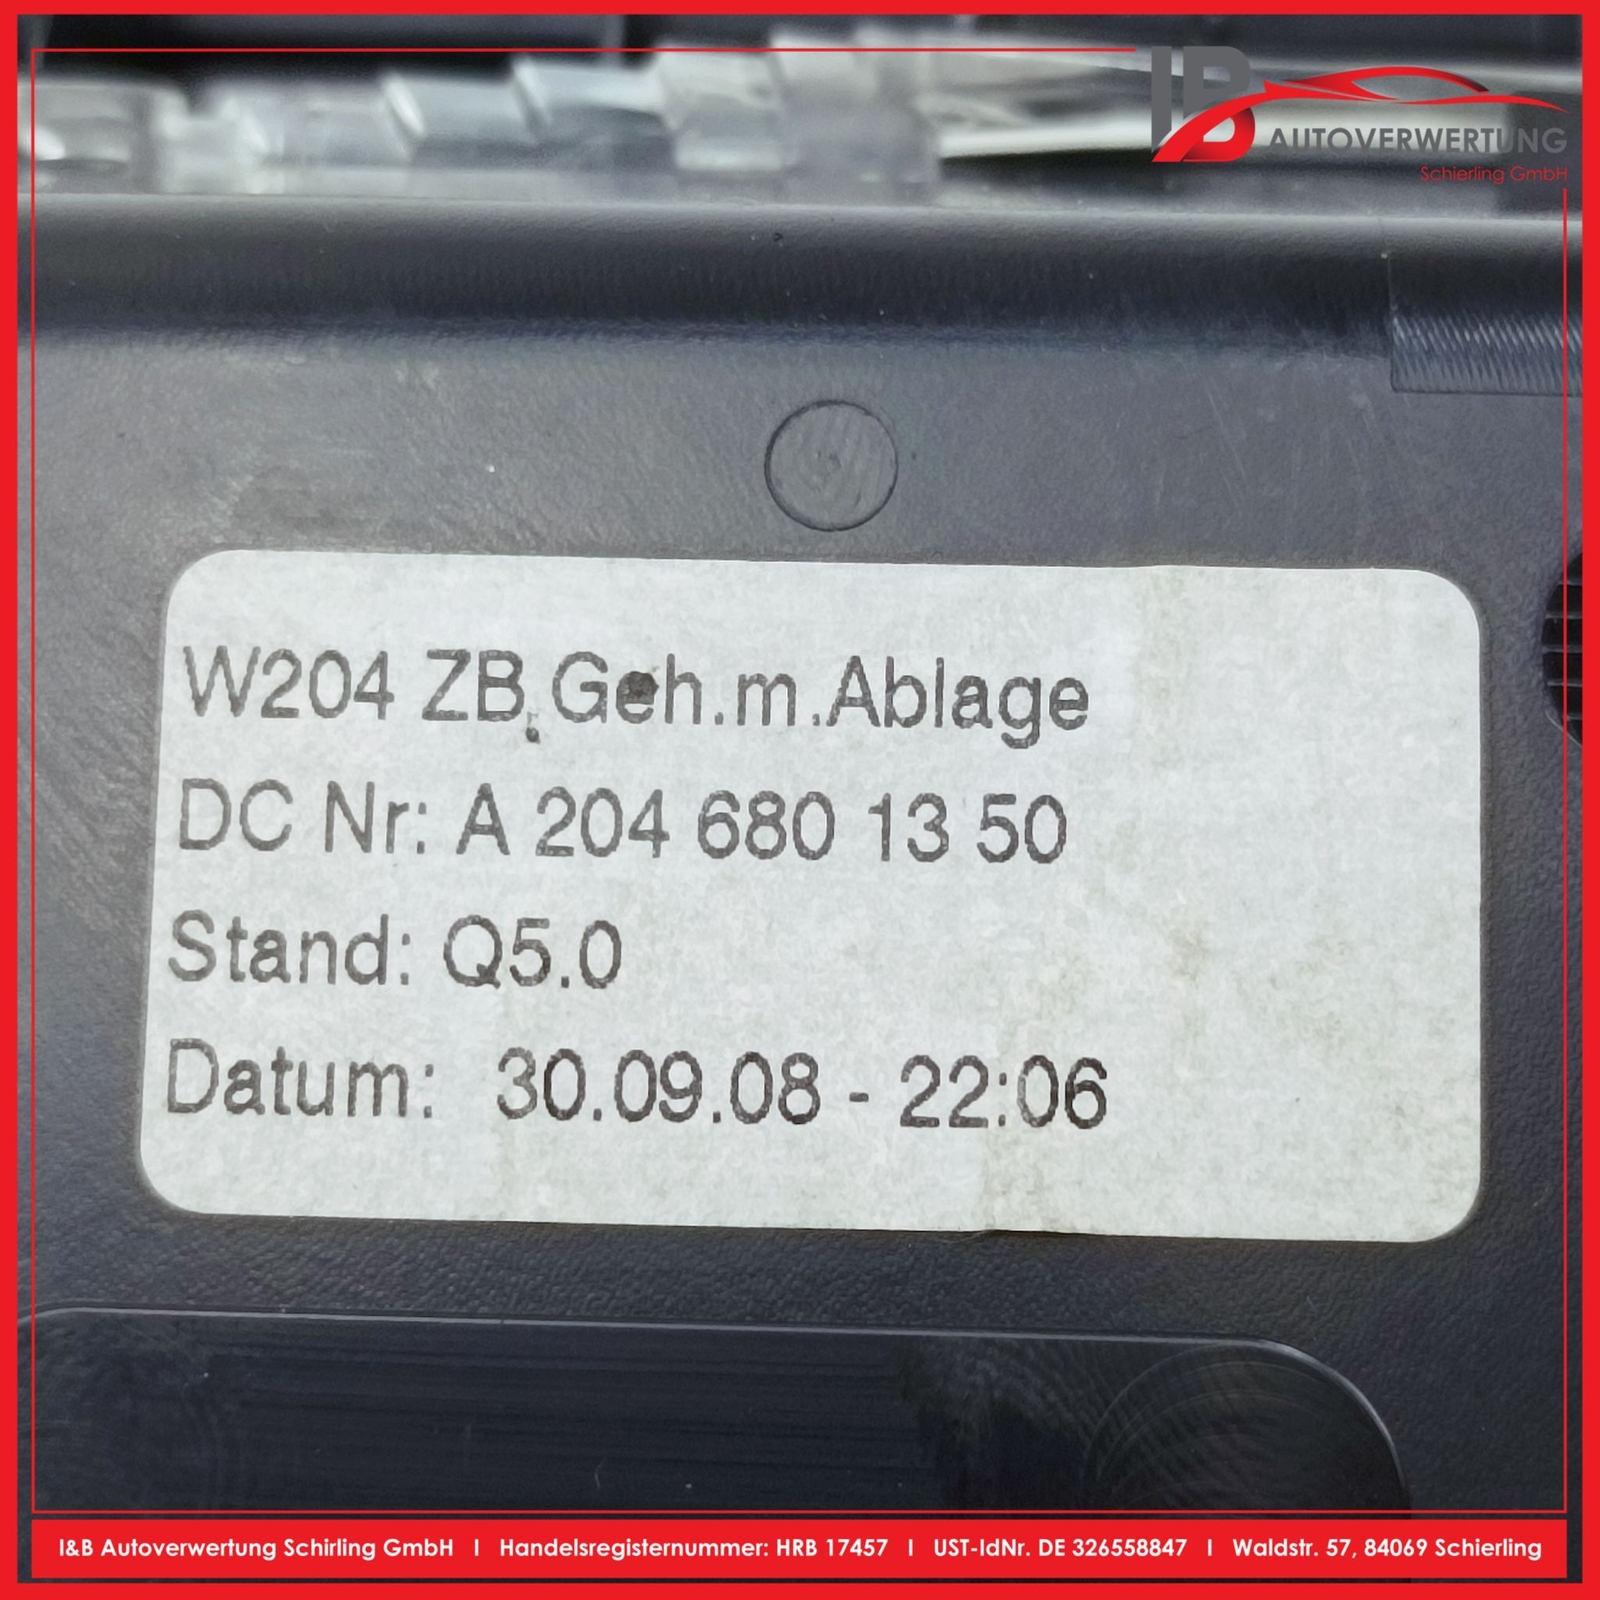 IB
AUTOVERWERTUNG
Schierling GmbH
W204 ZB.Geh.m.Ablage
DC Nr: A 204 680 13 50
Stand: Q5.0
Datum: 30.09.08 - 22:06
I&B Autoverwertung Schirling GmbH I Handelsregisternummer: HRB 17457 I UST-IdNr. DE 326558847 I Waldstr. 57, 84069 Schierling